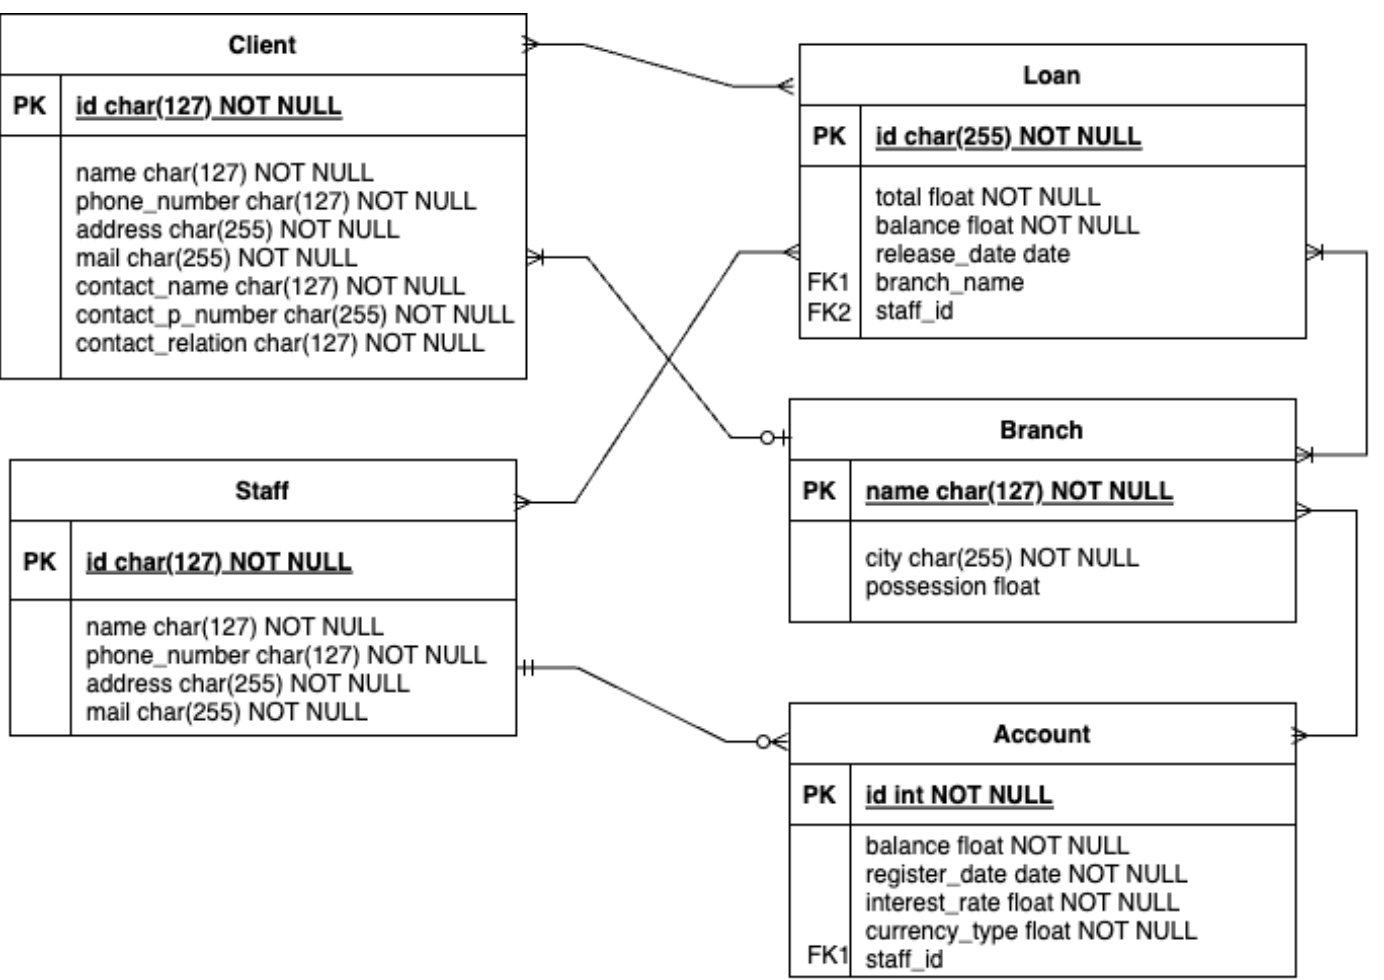 Client
PK id char(127) NOT NULL
name char(127) NOT NULL
phone_number char(127) NOT NULL
address char(255) NOT NULL
mail char(255) NOT NULL
contact_name char(127) NOT NULL
contact_p_number char(255) NOT NULL
contact_relation char(127) NOT NULL
Loan
PK id char(255) NOT NULL
total float NOT NULL
balance float NOT NULL
release_date date
FK1 branch_name
FK2 staff_id
Staff
PK id char(127) NOT NULL
name char(127) NOT NULL
phone_number char(127) NOT NULL
address char(255) NOT NULL
mail char(255) NOT NULL
Branch
PK name char(127) NOT NULL
city char(255) NOT NULL
possession float
Account
PK id int NOT NULL
balance float NOT NULL
register_date date NOT NULL
interest_rate float NOT NULL
currency_type float NOT NULL
FK1 staff_id